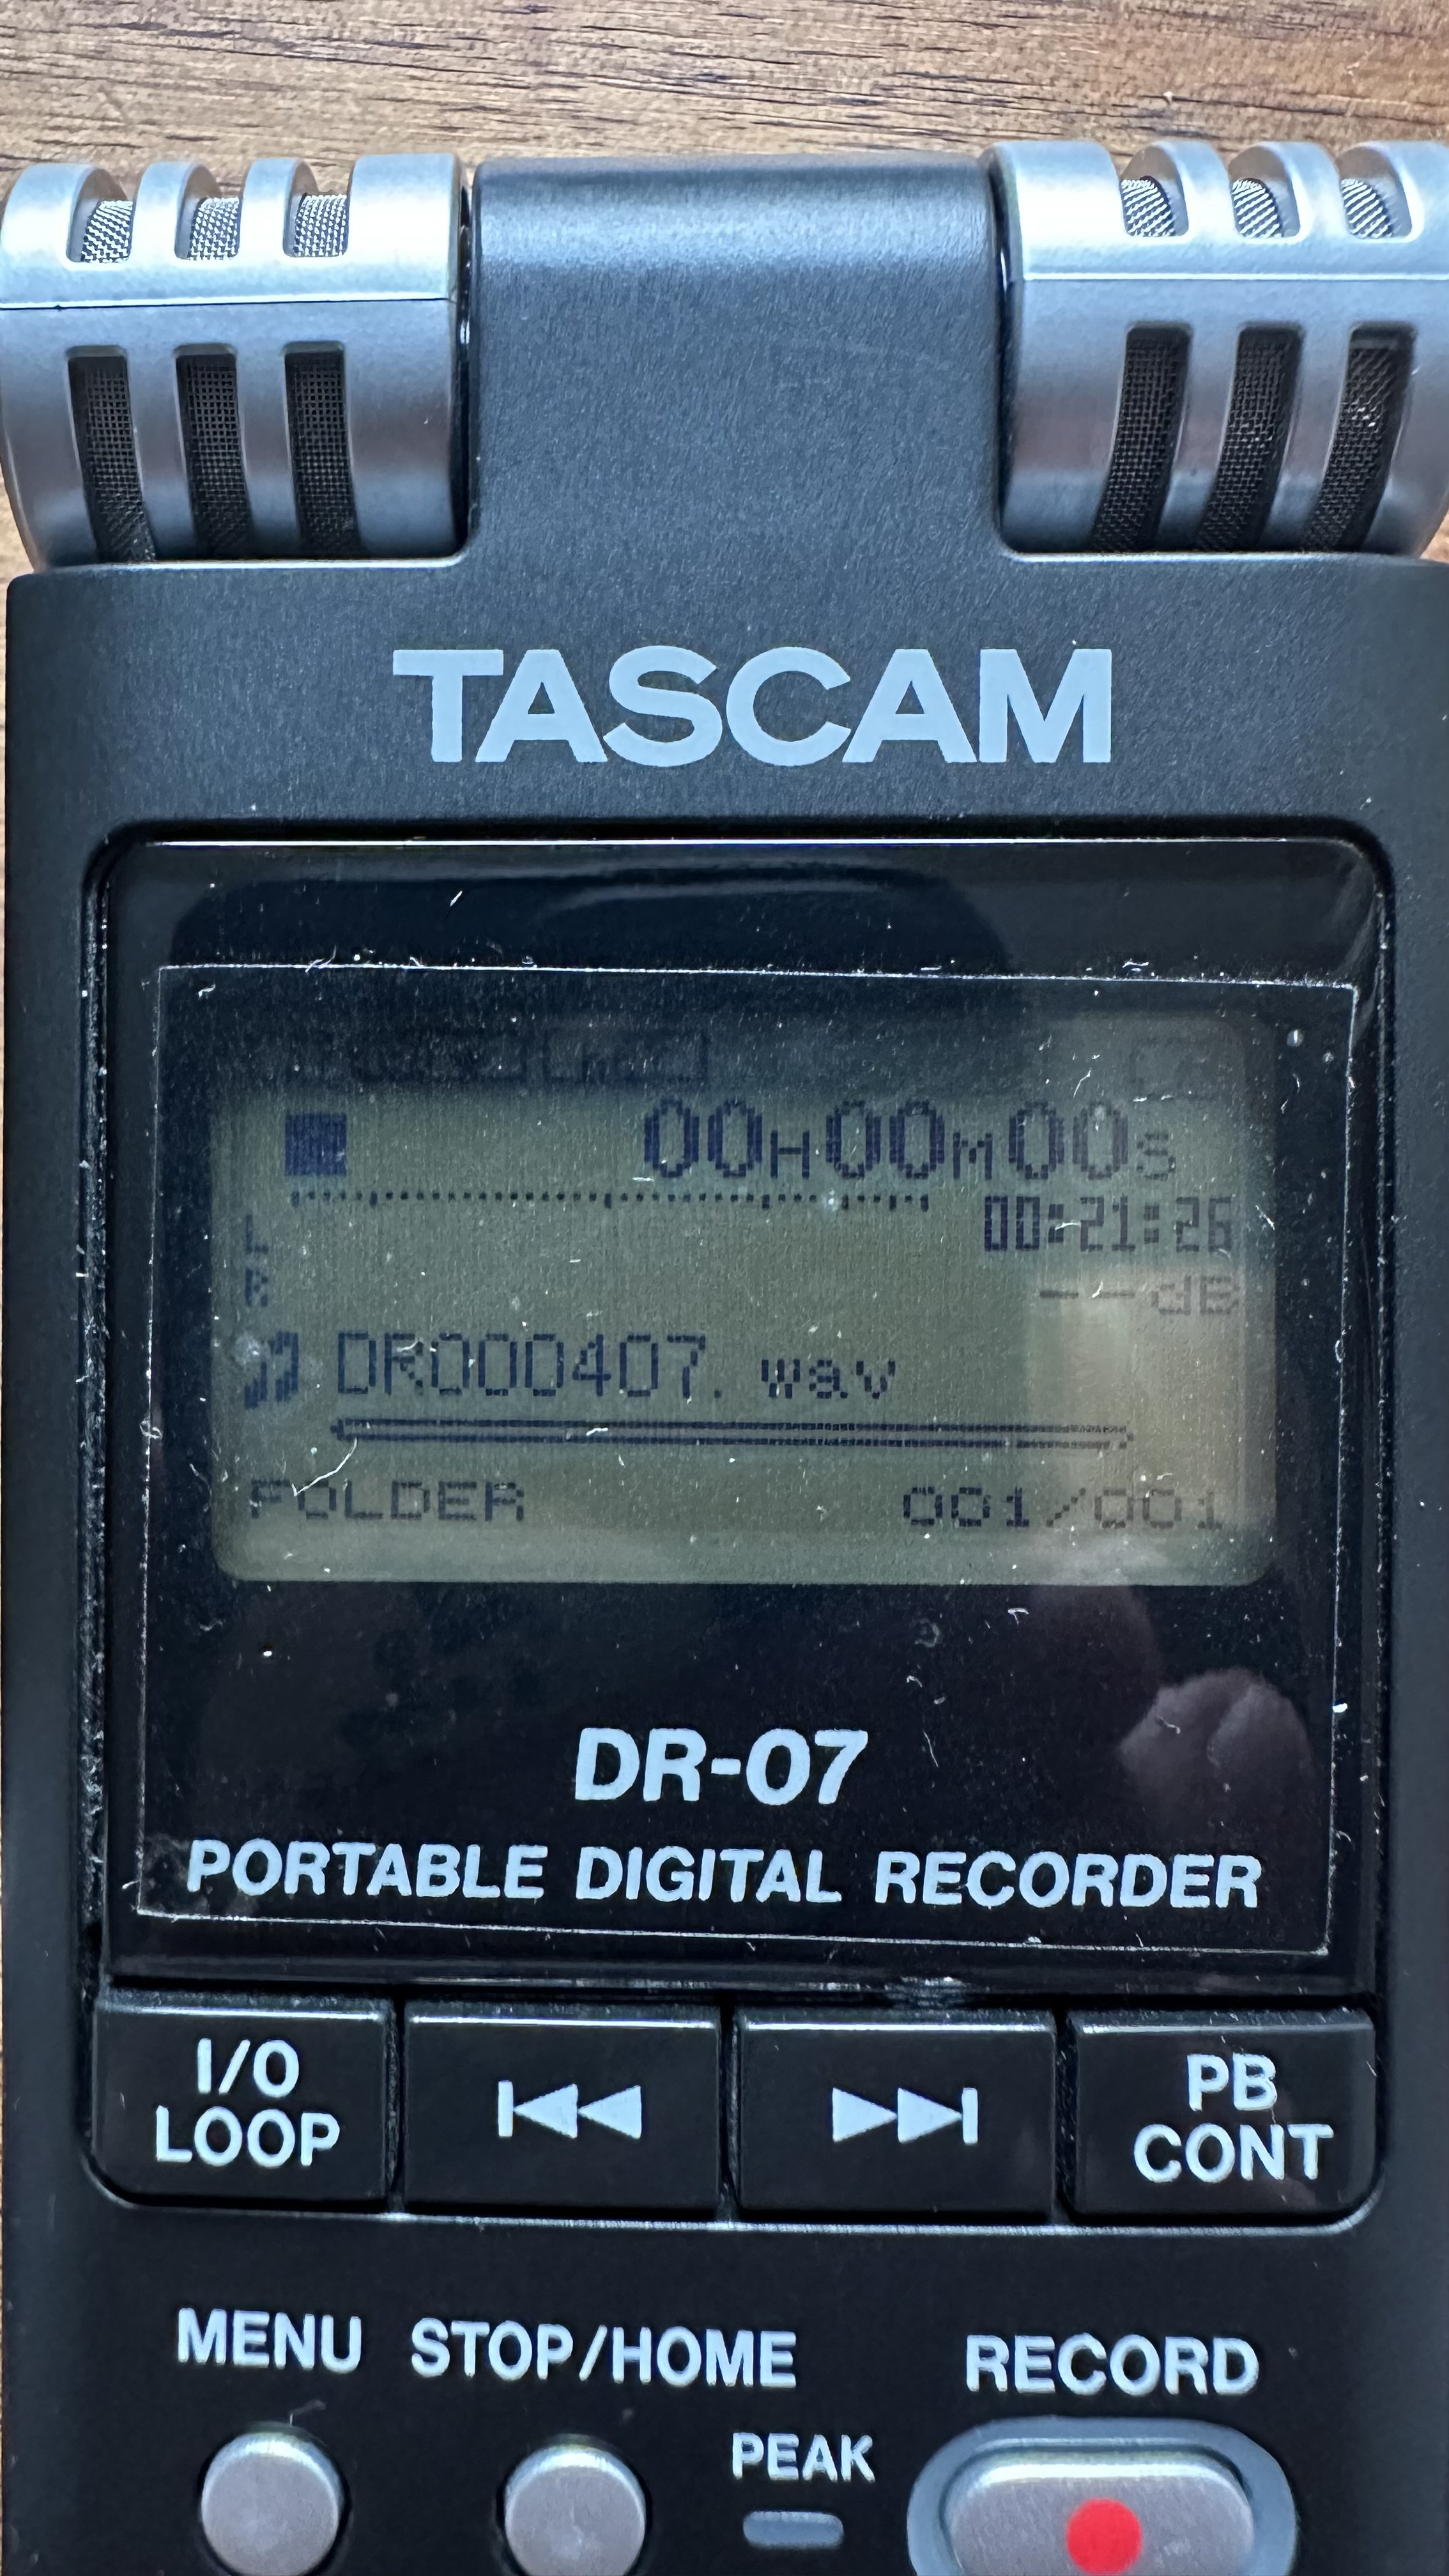 TASCAM
00H00M00S
00:21:26
L
R
--dB
DR000407.wav
FOLDER 001/001
DR-07
PORTABLE DIGITAL RECORDER
I/O
LOOP
PB
CONT
MENU STOP/HOME RECORD
PEAK